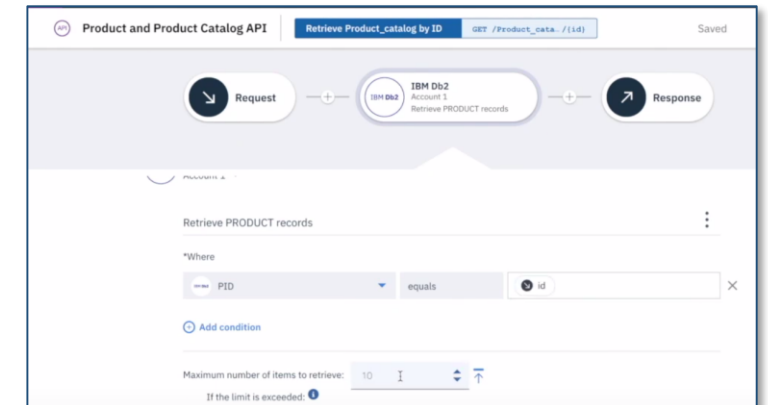 API Product and Product Catalog API Retrieve Product_catalog by ID GET /Product_cata../{id} Saved
Request
IBM Db2
IBM Db2
Account 1
Retrieve PRODUCT records
Response
Retrieve PRODUCT records
*Where
PID equals id
Add condition
Maximum number of items to retrieve: 10
If the limit is exceeded: